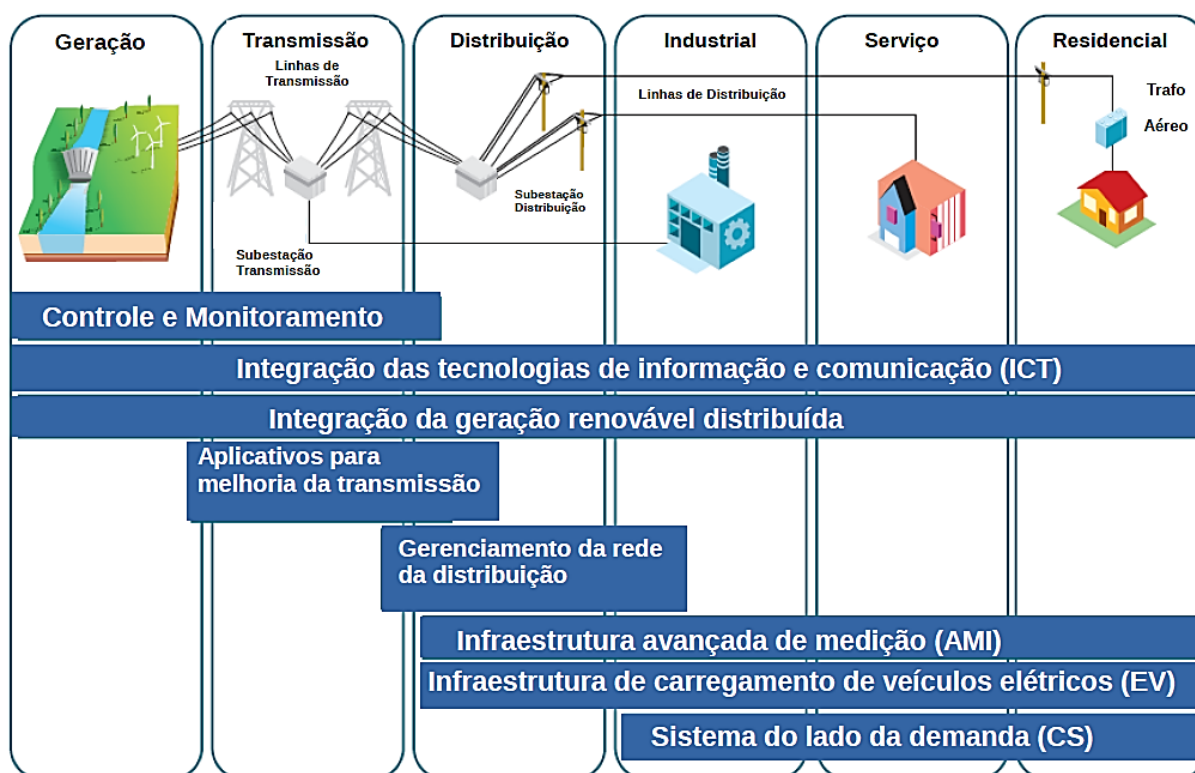 Geração
Transmissão
Distribuição
Industrial
Serviço
Residencial
Linhas de
Transmissão
Linhas de Distribuição
Trafo
Aéreo
Subestação
Distribuição
Subestação
Transmissão
Controle e Monitoramento
Integração das tecnologias de informação e comunicação (ICT)
Integração da geração renovável distribuída
Aplicativos para
melhoria da transmissão
Gerenciamento da rede
da distribuição
Infraestrutura avançada de medição (AMI)
Infraestrutura de carregamento de veículos elétricos (EV)
Sistema do lado da demanda (CS)